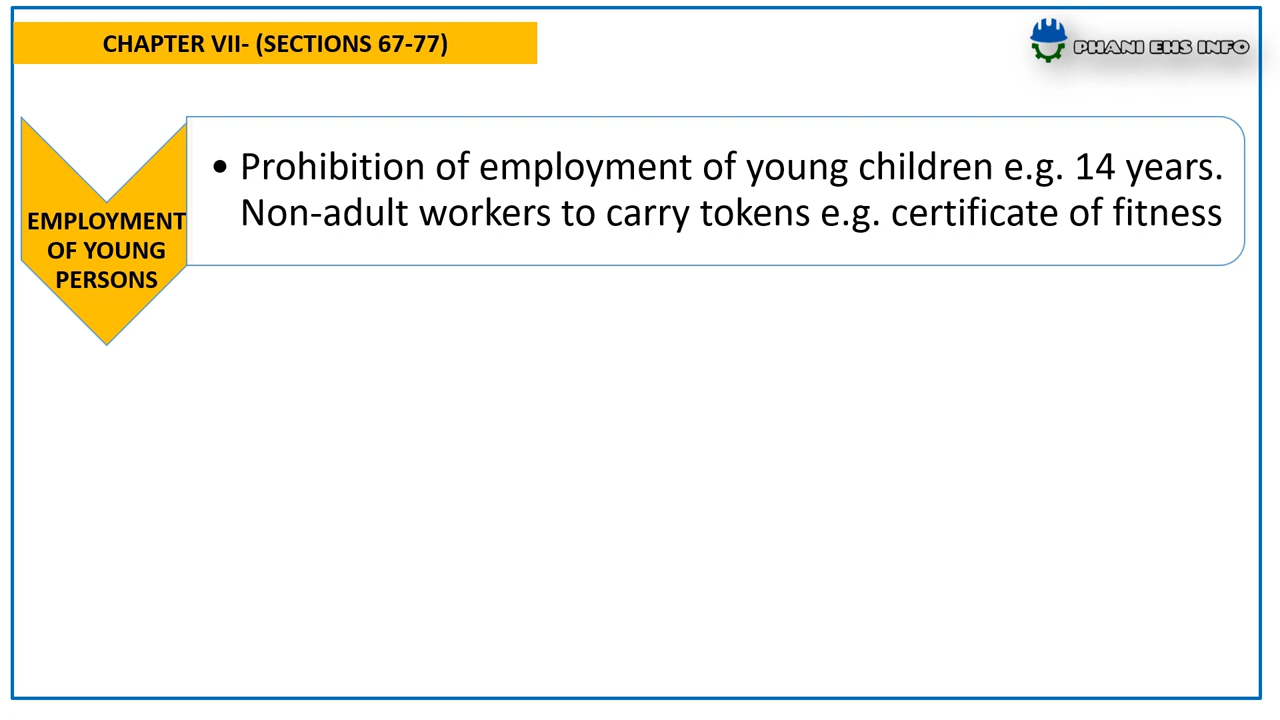 CHAPTER VII- (SECTIONS 67-77)
PHANI EHS INFO
EMPLOYMENT
OF YOUNG
PERSONS
• Prohibition of employment of young children e.g. 14 years.
Non-adult workers to carry tokens e.g. certificate of fitness